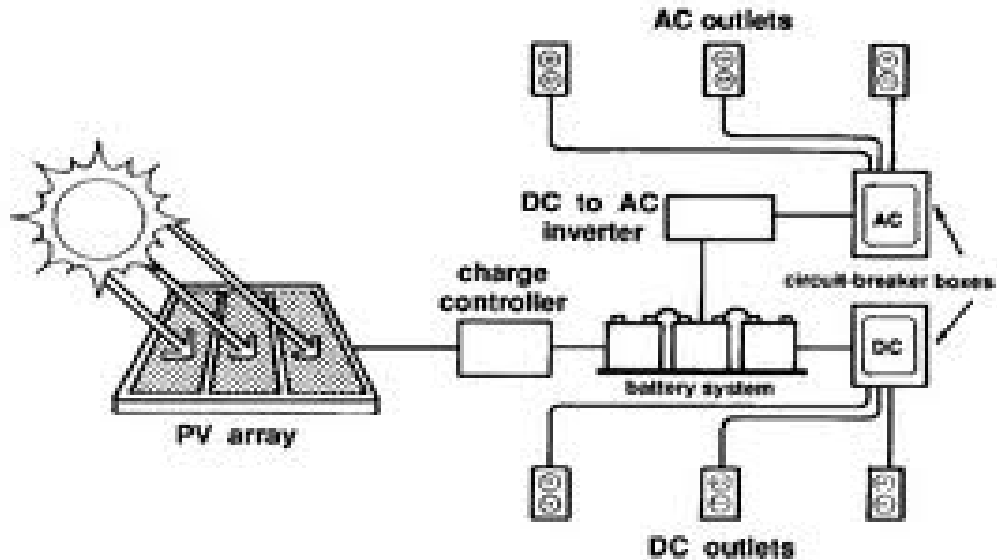 AC outlets
DC to AC
inverter
AC
charge
controller
circuit-breaker boxes
DC
battery system
PV array
DC outlets